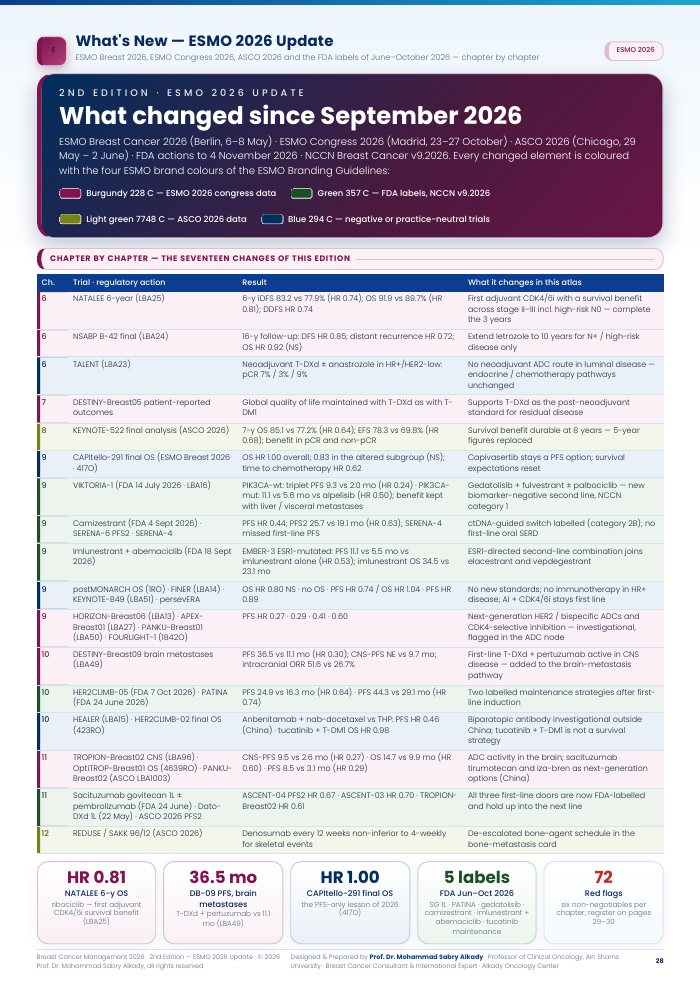 E
What's New — ESMO 2026 Update
ESMO Breast 2026, ESMO Congress 2026, ASCO 2026 and the FDA labels of June–October 2026 — chapter by chapter
ESMO 2026
2ND EDITION · ESMO 2026 UPDATE
What changed since September 2026
ESMO Breast Cancer 2026 (Berlin, 6–8 May) · ESMO Congress 2026 (Madrid, 23–27 October) · ASCO 2026 (Chicago, 29
May – 2 June) · FDA actions to 4 November 2026 · NCCN Breast Cancer v9.2026. Every changed element is coloured
with the four ESMO brand colours of the ESMO Branding Guidelines:
Burgundy 228 C — ESMO 2026 congress data
Green 357 C — FDA labels, NCCN v9.2026
Light green 7748 C — ASCO 2026 data
Blue 294 C — negative or practice-neutral trials
CHAPTER BY CHAPTER — THE SEVENTEEN CHANGES OF THIS EDITION
Ch. Trial · regulatory action Result What it changes in this atlas
6 NATALEE 6-year (LBA25) 6-y iDFS 83.2 vs 77.9% (HR 0.74); OS 91.9 vs 89.7% (HR First adjuvant CDK4/6i with a survival benefit
0.81); DDFS HR 0.74 across stage II–III incl. high-risk N0 — complete
the 3 years
6 NSABP B-42 final (LBA24) 16-y follow-up: DFS HR 0.85; distant recurrence HR 0.72; Extend letrozole to 10 years for N+ / high-risk
OS HR 0.92 (NS) disease only
6 TALENT (LBA23) Neoadjuvant T-DXd ± anastrozole in HR+/HER2-low: No neoadjuvant ADC route in luminal disease —
pCR 7% / 3% / 9% endocrine / chemotherapy pathways
unchanged
7 DESTINY-Breast05 patient-reported Global quality of life maintained with T-DXd as with T- Supports T-DXd as the post-neoadjuvant
outcomes DM1 standard for residual disease
8 KEYNOTE-522 final analysis (ASCO 2026) 7-y OS 85.1 vs 77.2% (HR 0.64); EFS 78.3 vs 69.8% (HR Survival benefit durable at 8 years — 5-year
0.68); benefit in pCR and non-pCR figures replaced
9 CAPItello-291 final OS (ESMO Breast 2026 OS HR 1.00 overall; 0.83 in the altered subgroup (NS); Capivasertib stays a PFS option; survival
· 417O) time to chemotherapy HR 0.62 expectations reset
9 VIKTORIA-1 (FDA 14 July 2026 · LBA16) PIK3CA-wt: triplet PFS 9.3 vs 2.0 mo (HR 0.24) · PIK3CA- Gedatolisib + fulvestrant ± palbociclib — new
mut: 11.1 vs 5.6 mo vs alpelisib (HR 0.50); benefit kept biomarker-negative second line, NCCN
with liver / visceral metastases category 1
9 Camizestrant (FDA 4 Sept 2026) · PFS HR 0.44; PFS2 25.7 vs 19.1 mo (HR 0.63); SERENA-4 ctDNA-guided switch labelled (category 2B); no
SERENA-6 PFS2 · SERENA-4 missed first-line PFS first-line oral SERD
9 Imlunestrant + abemaciclib (FDA 18 Sept EMBER-3 ESR1-mutated: PFS 11.1 vs 5.5 mo vs ESR1-directed second-line combination joins
2026) imlunestrant alone (HR 0.53); imlunestrant OS 34.5 vs elacestrant and vepdegestrant
23.1 mo
9 postMONARCH OS (1RO) · FINER (LBA14) · OS HR 0.80 NS · no OS · PFS HR 0.74 / OS HR 1.04 · PFS HR No new standards; no immunotherapy in HR+
KEYNOTE-B49 (LBA51) · persevERA 0.89 disease; AI + CDK4/6i stays first line
9 HORIZON-Breast06 (LBA13) · APEX- PFS HR 0.27 · 0.29 · 0.41 · 0.60 Next-generation HER2 / bispecific ADCs and
Breast01 (LBA27) · PANKU-Breast01 CDK4-selective inhibition — investigational,
(LBA50) · FOURLIGHT-1 (1842O) flagged in the ADC node
10 DESTINY-Breast09 brain metastases PFS 36.5 vs 11.1 mo (HR 0.30); CNS-PFS NE vs 9.7 mo; First-line T-DXd + pertuzumab active in CNS
(LBA49) intracranial ORR 51.6 vs 26.7% disease — added to the brain-metastasis
pathway
10 HER2CLIMB-05 (FDA 7 Oct 2026) · PATINA PFS 24.9 vs 16.3 mo (HR 0.64) · PFS 44.3 vs 29.1 mo (HR Two labelled maintenance strategies after first-
(FDA 24 June 2026) 0.74) line induction
10 HEALER (LBA15) · HER2CLIMB-02 final OS Anbenitamab + nab-docetaxel vs THP: PFS HR 0.46 Biparatopic antibody investigational outside
(423RO) (China) · tucatinib + T-DM1 OS HR 0.98 China; tucatinib + T-DM1 is not a survival
strategy
11 TROPION-Breast02 CNS (LBA96) · CNS-PFS 9.5 vs 2.6 mo (HR 0.27) · OS 14.7 vs 9.9 mo (HR ADC activity in the brain; sacituzumab
OptiTROP-Breast01 OS (4639RO) · PANKU- 0.60) · PFS 8.5 vs 3.1 mo (HR 0.29) tirumotecan and iza-bren as next-generation
Breast02 (ASCO LBA1003) options (China)
11 Sacituzumab govitecan 1L ± ASCENT-04 PFS2 HR 0.67 · ASCENT-03 HR 0.70 · TROPION- All three first-line doors are now FDA-labelled
pembrolizumab (FDA 24 June) · Dato- Breast02 HR 0.61 and hold up into the next line
DXd 1L (22 May) · ASCO 2026 PFS2
12 REDUSE / SAKK 96/12 (ASCO 2026) Denosumab every 12 weeks non-inferior to 4-weekly De-escalated bone-agent schedule in the
for skeletal events bone-metastasis card
HR 0.81
NATALEE 6-y OS
ribociclib — first adjuvant
CDK4/6i survival benefit
(LBA25)
36.5 mo
DB-09 PFS, brain
metastases
T-DXd + pertuzumab vs 11.1
mo (LBA49)
HR 1.00
CAPItello-291 final OS
the PFS-only lesson of 2026
(417O)
5 labels
FDA Jun–Oct 2026
SG 1L · PATINA · gedatolisib ·
camizestrant · imlunestrant +
abemaciclib · tucatinib
maintenance
72
Red flags
six non-negotiables per
chapter, register on pages
29–30
Breast Cancer Management 2026 · 2nd Edition — ESMO 2026 Update · © 2026
Prof. Dr. Mohammad Sabry Alkady, all rights reserved
Designed & Prepared by Prof. Dr. Mohammad Sabry Alkady · Professor of Clinical Oncology, Ain Shams
University · Breast Cancer Consultant & International Expert · Alkady Oncology Center
28